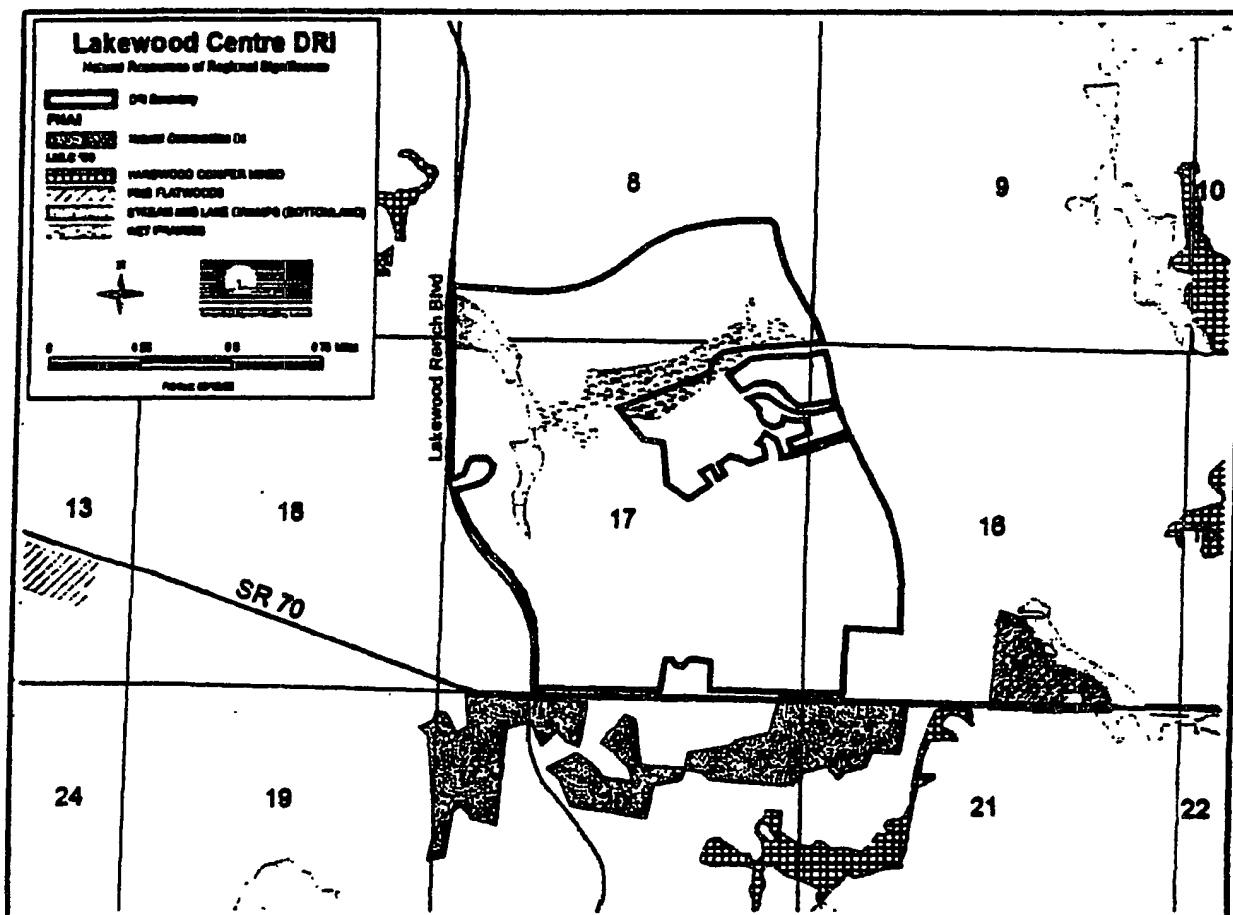 Lakewood Centre DRI
Natural Resources of Regional Significance
DRI Boundary
FNAI
HARDWOOD CONIFER MIXED
PINE FLATWOODS
STREAM AND LAKE SWAMPS (BOTTOMLAND)
WET PRAIRIES
N
Miles
8
9
10
Lakewood Ranch Blvd
13
18
17
16
SR 70
24
19
21
22